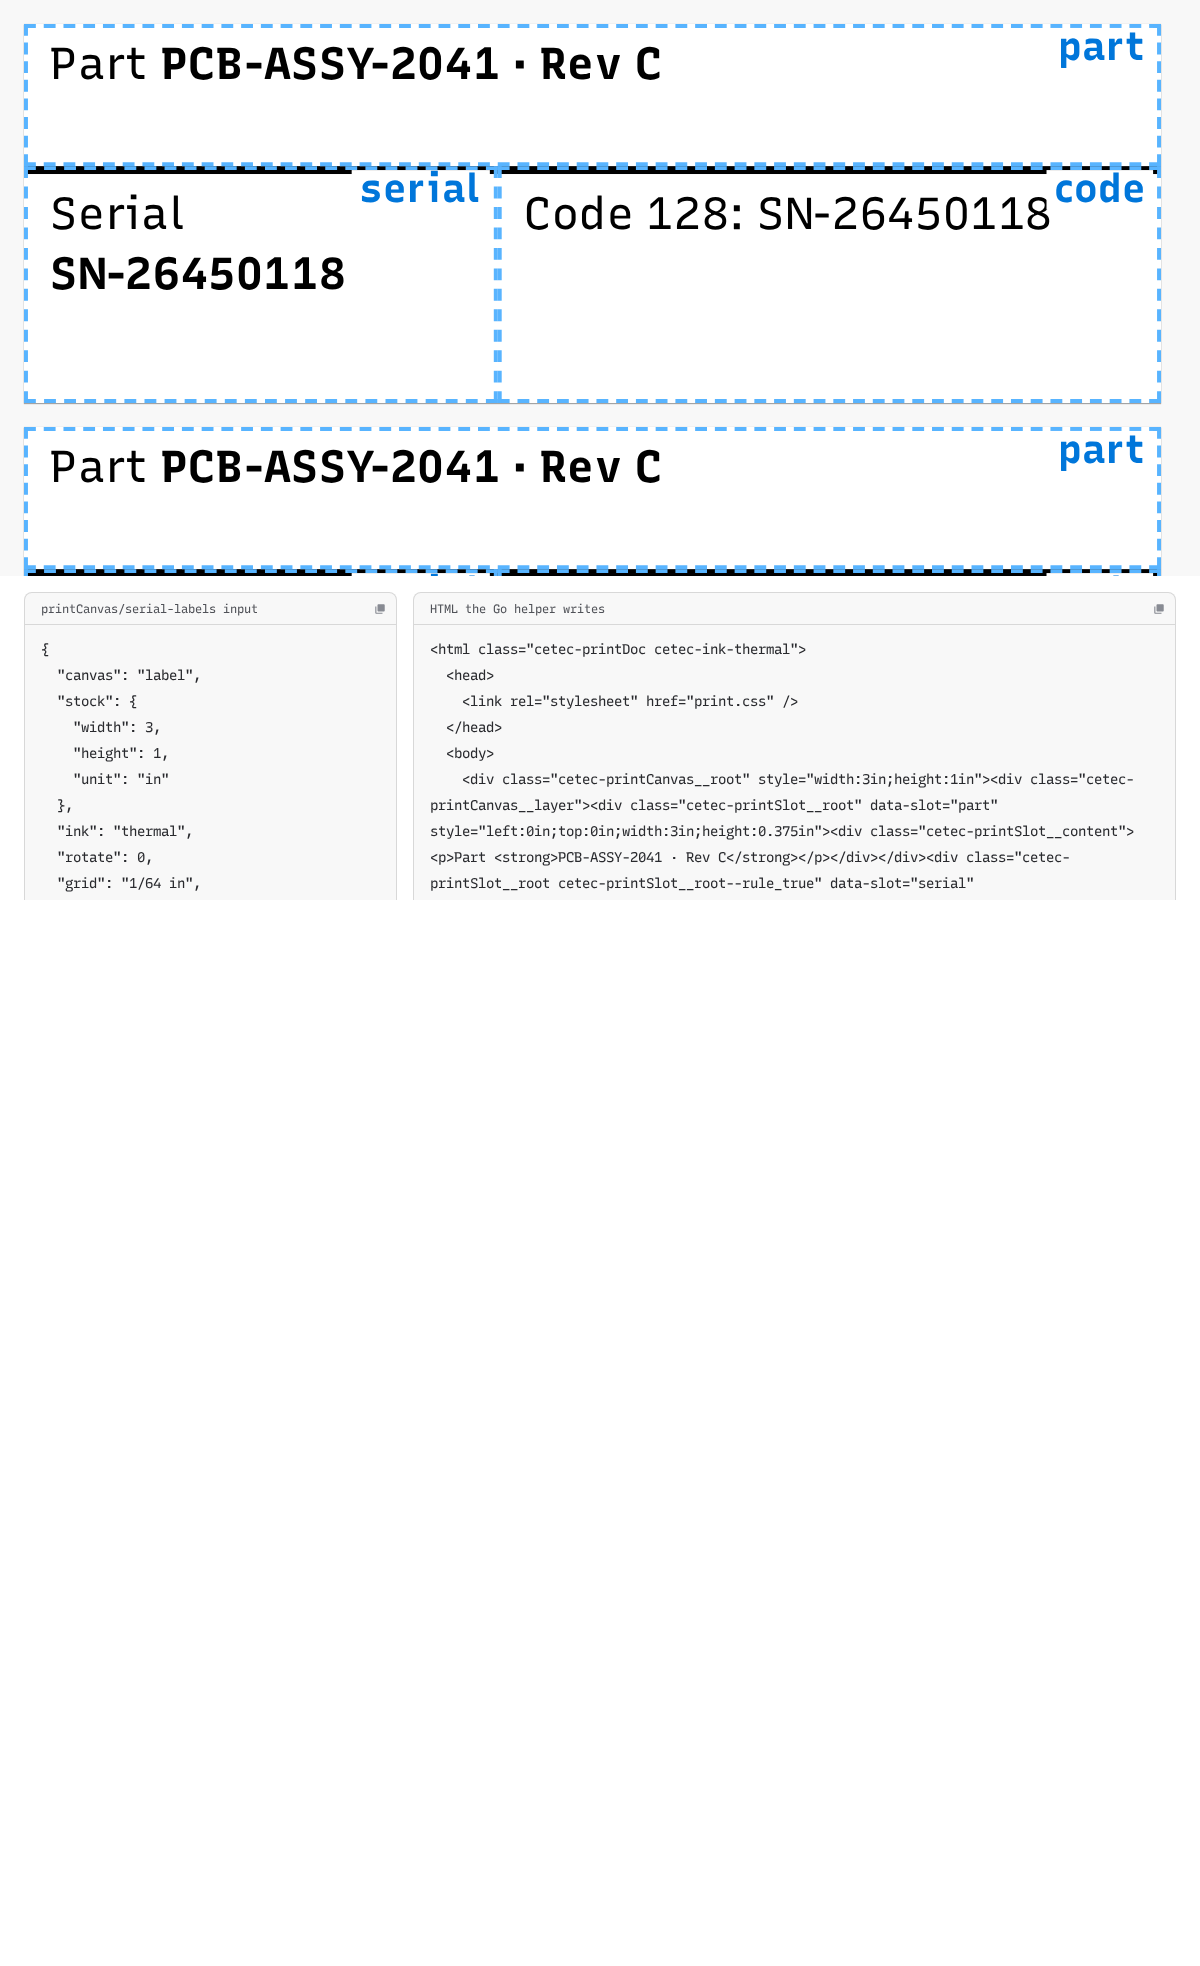 Part PCB-ASSY-2041 · Rev C
part
Serial
SN-26450118
serial
Code 128: SN-26450118
code
Part PCB-ASSY-2041 · Rev C
part
printCanvas/serial-labels input
{
  "canvas": "label",
  "stock": {
    "width": 3,
    "height": 1,
    "unit": "in"
  },
  "ink": "thermal",
  "rotate": 0,
  "grid": "1/64 in",
HTML the Go helper writes
<html class="cetec-printDoc cetec-ink-thermal">
  <head>
    <link rel="stylesheet" href="print.css" />
  </head>
  <body>
    <div class="cetec-printCanvas__root" style="width:3in;height:1in"><div class="cetec-
printCanvas__layer"><div class="cetec-printSlot__root" data-slot="part"
style="left:0in;top:0in;width:3in;height:0.375in"><div class="cetec-printSlot__content">
<p>Part <strong>PCB-ASSY-2041 · Rev C</strong></p></div></div><div class="cetec-
printSlot__root cetec-printSlot__root--rule_true" data-slot="serial"